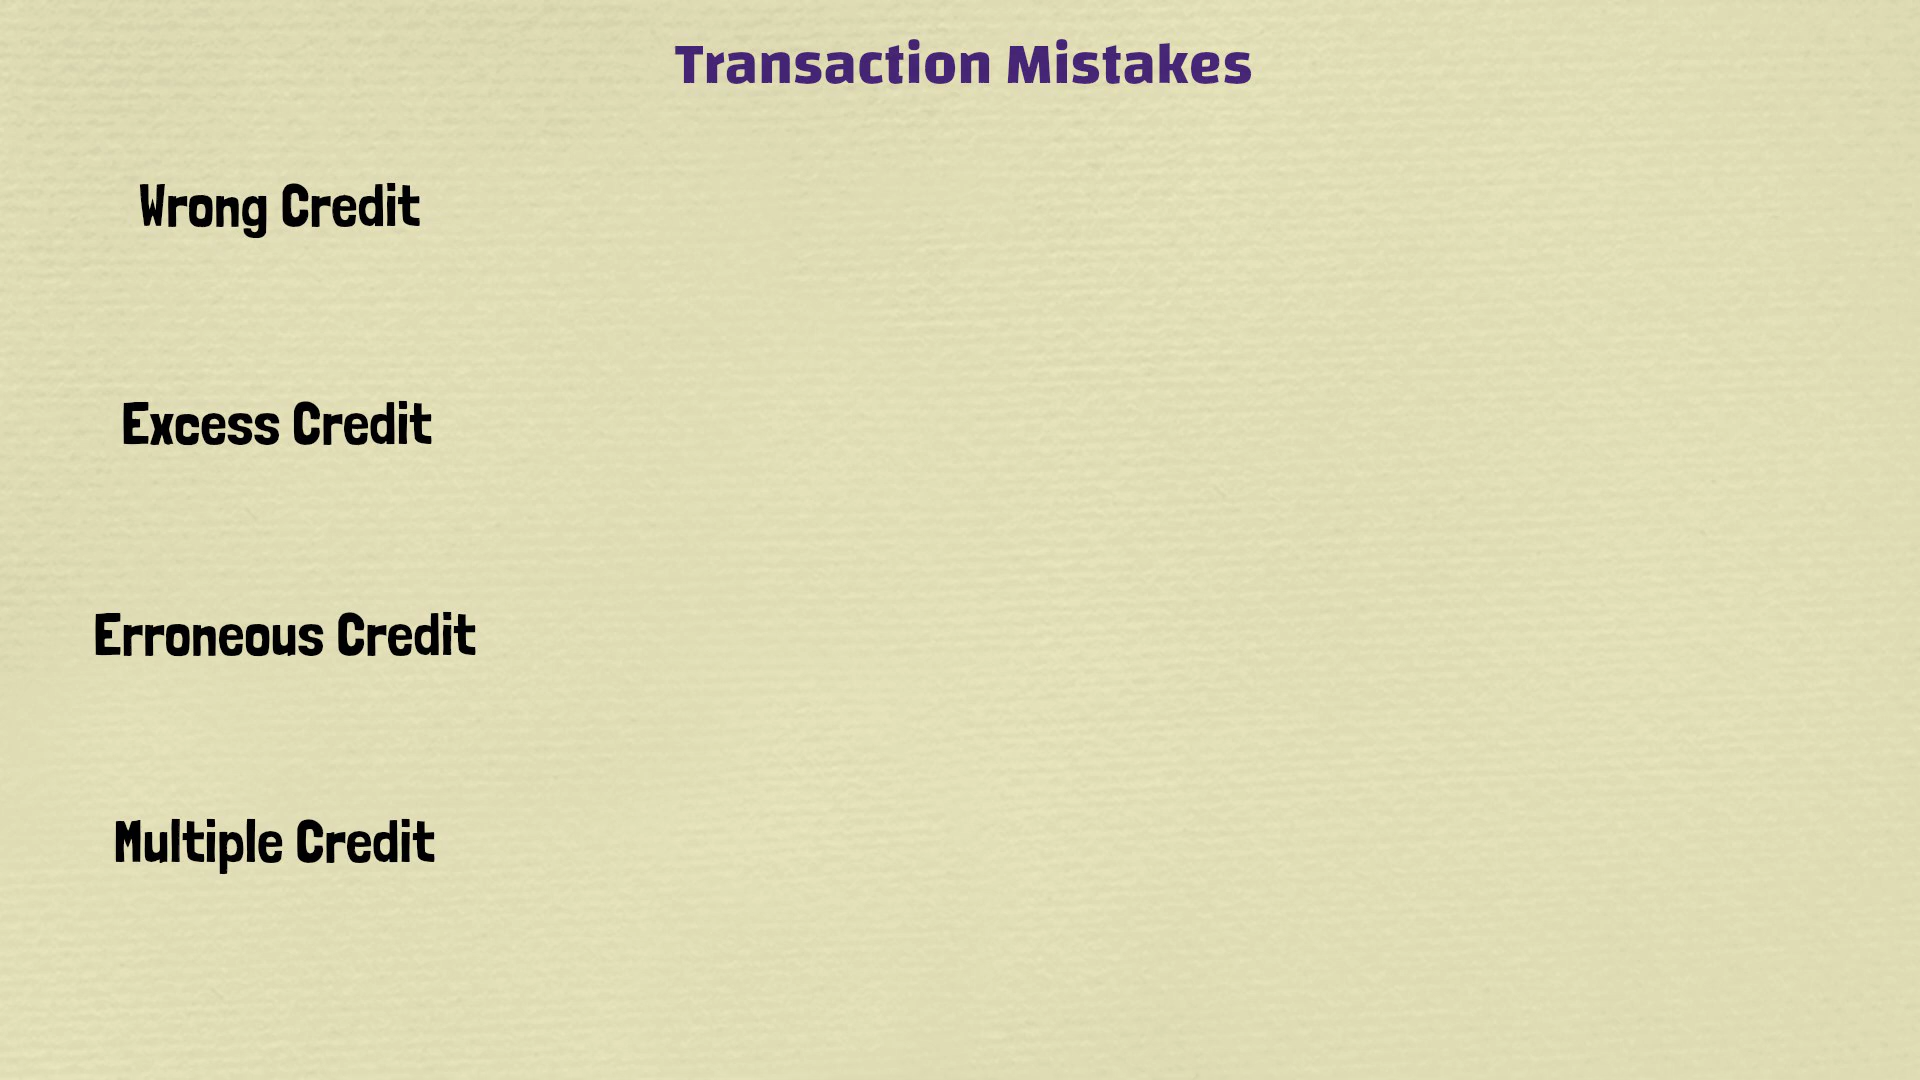 Transaction Mistakes
Wrong Credit
Excess Credit
Erroneous Credit
Multiple Credit